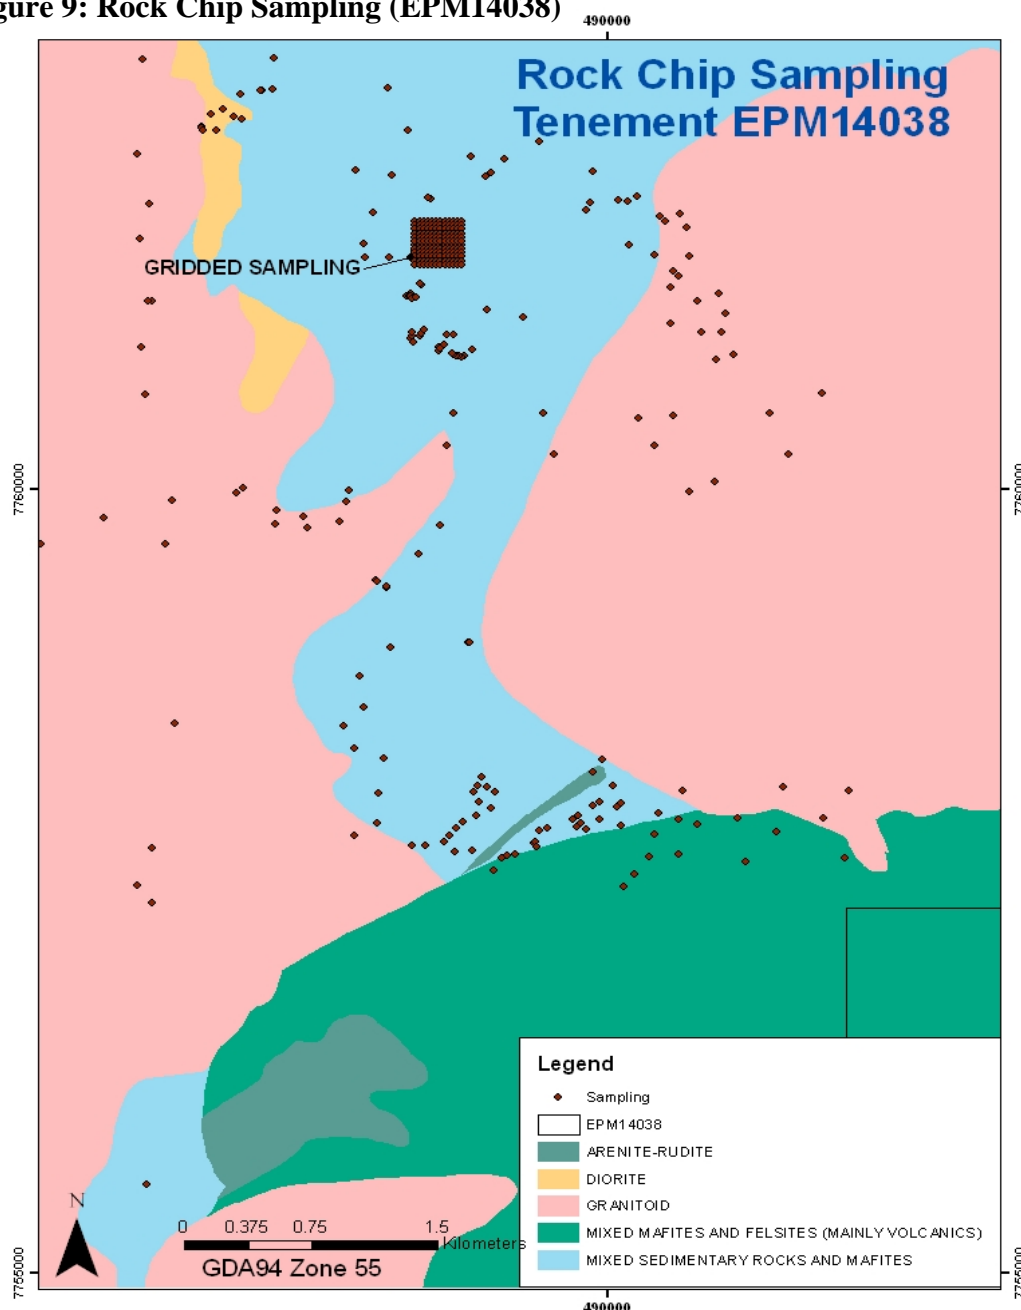 gure 9: Rock Chip Sampling (EPM14038)
490000
Rock Chip Sampling
Tenement EPM14038
GRIDDED SAMPLING
7760000
7760000
Legend
Sampling
EPM14038
ARENITE-RUDITE
DIORITE
GRANITOID
MIXED MAFITES AND FELSITES (MAINLY VOLCANICS)
MIXED SEDIMENTARY ROCKS AND MAFITES
N
0 0.375 0.75 1.5
Kilometers
GDA94 Zone 55
7755000
7755000
490000